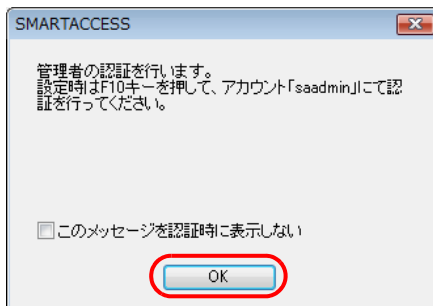 SMARTACCESS
管理者の認証を行います。
設定時はF10キーを押して、アカウント「saadmin」にて認
証を行ってください。
このメッセージを認証時に表示しない
OK